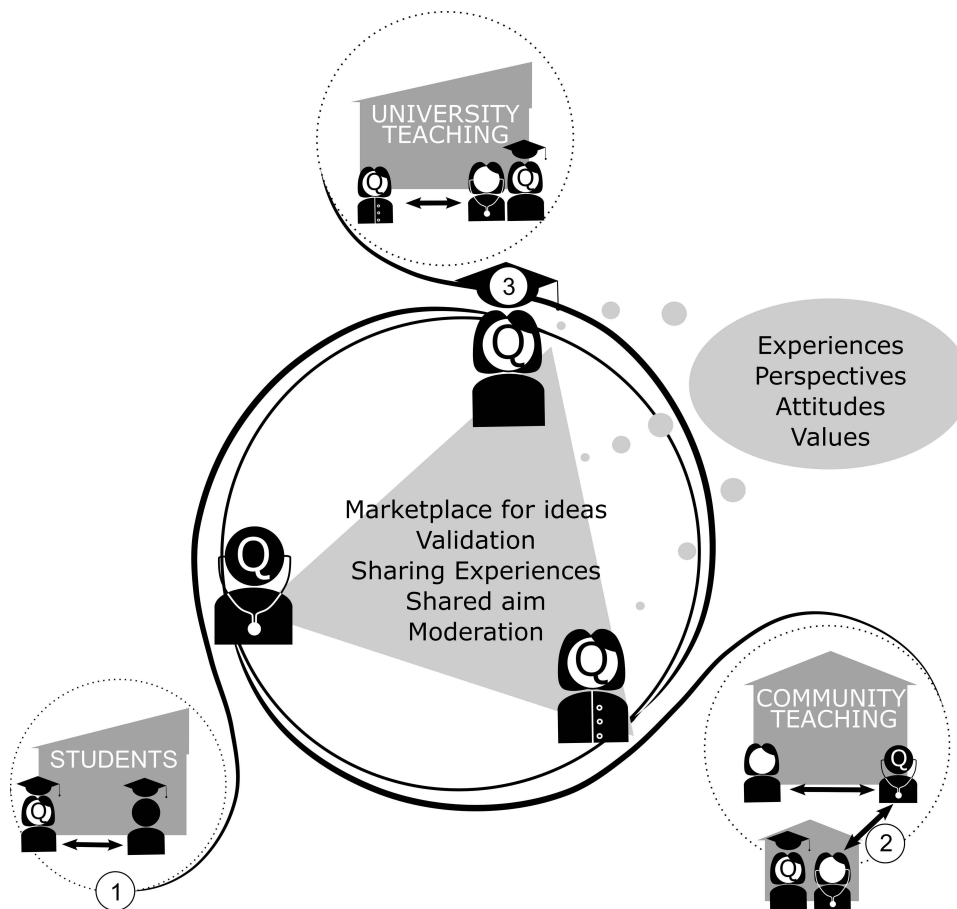 UNIVERSITY
TEACHING
Q
Q
3
Q
Experiences
Perspectives
Attitudes
Values
Marketplace for ideas
Validation
Sharing Experiences
Shared aim
Moderation
Q
Q
STUDENTS
Q
1
COMMUNITY
TEACHING
Q
2
Q